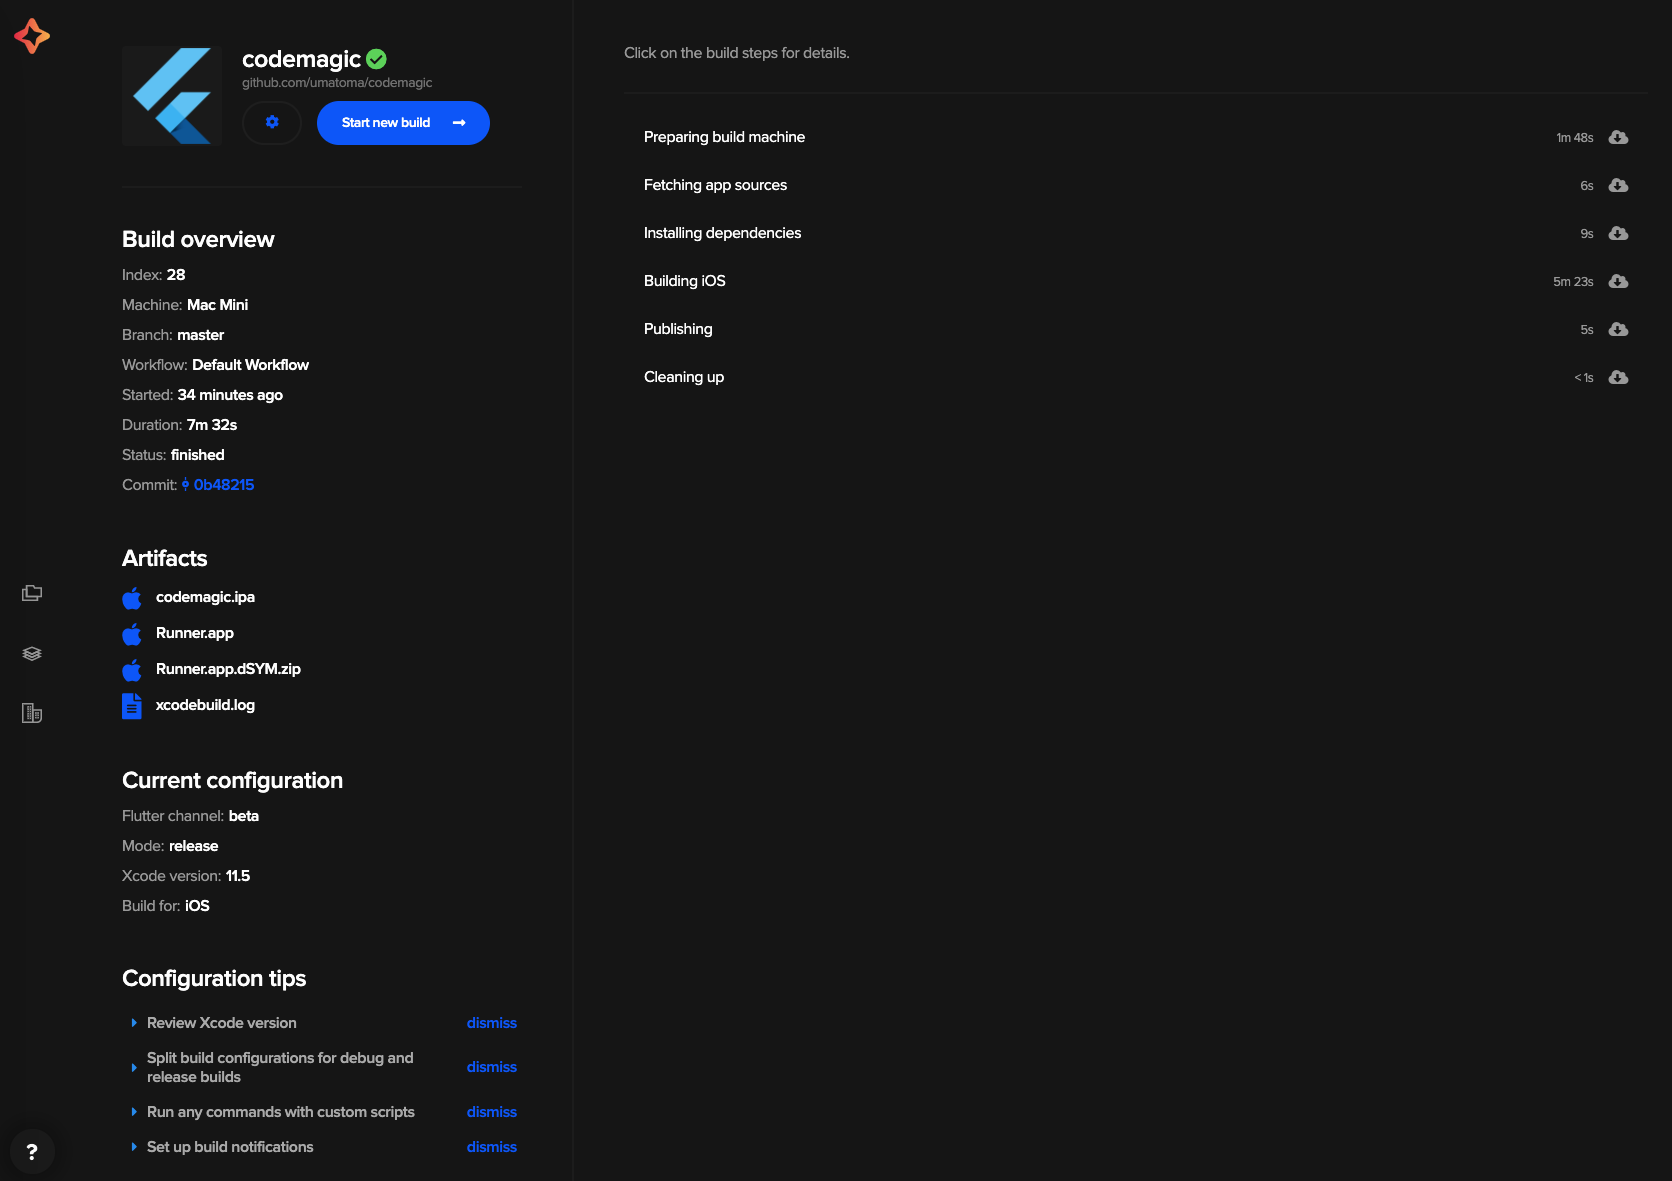 codemagic
github.com/umatoma/codemagic
Start new build
Build overview
Index: 28
Machine: Mac Mini
Branch: master
Workflow: Default Workflow
Started: 34 minutes ago
Duration: 7m 32s
Status: finished
Commit: 0b48215
Artifacts
codemagic.ipa
Runner.app
Runner.app.dSYM.zip
xcodebuild.log
Current configuration
Flutter channel: beta
Mode: release
Xcode version: 11.5
Build for: iOS
Configuration tips
Review Xcode version dismiss
Split build configurations for debug and
release builds dismiss
Run any commands with custom scripts dismiss
Set up build notifications dismiss
?
Click on the build steps for details.
Preparing build machine 1m 48s
Fetching app sources 6s
Installing dependencies 9s
Building iOS 5m 23s
Publishing 5s
Cleaning up < 1s